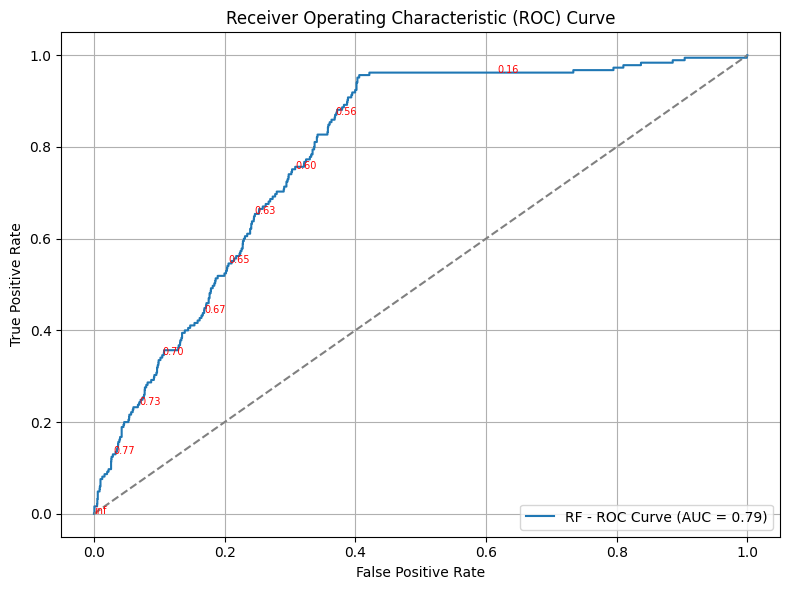 Receiver Operating Characteristic (ROC) Curve
True Positive Rate
1.0
0.8
0.6
0.4
0.2
0.0
0.16
0.56
0.60
0.63
0.65
0.67
0.70
0.73
0.77
inf
RF - ROC Curve (AUC = 0.79)
0.0 0.2 0.4 0.6 0.8 1.0
False Positive Rate